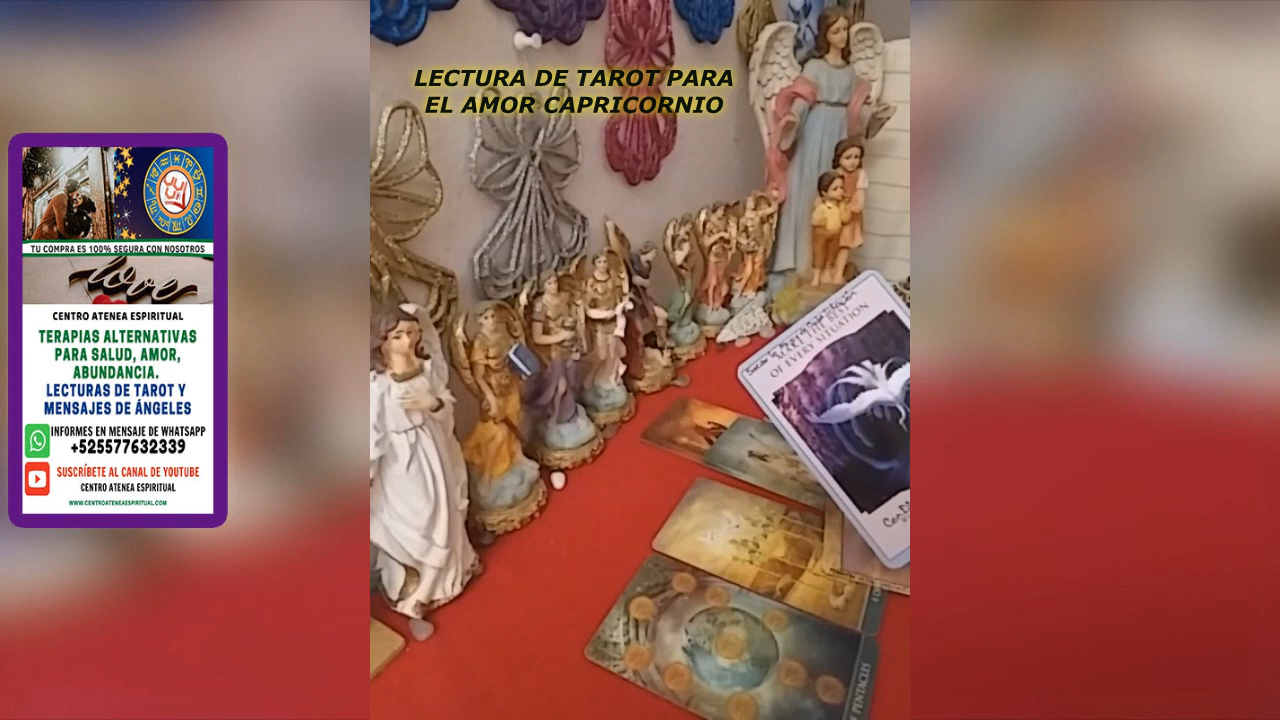 LECTURA DE TAROT PARA
EL AMOR CAPRICORNIO
TU COMPRA ES 100% SEGURA CON NOSOTROS
love
CENTRO ATENEA ESPIRITUAL
TERAPIAS ALTERNATIVAS
PARA SALUD, AMOR,
ABUNDANCIA.
LECTURAS DE TAROT Y
MENSAJES DE ÁNGELES
INFORMES EN MENSAJE DE WHATSAPP
+525577632339
SUSCRÍBETE AL CANAL DE YOUTUBE
CENTRO ATENEA ESPIRITUAL
WWW.CENTROATENEAESPIRITUAL.COM
OF EVERY SITUATION
PENTACLES